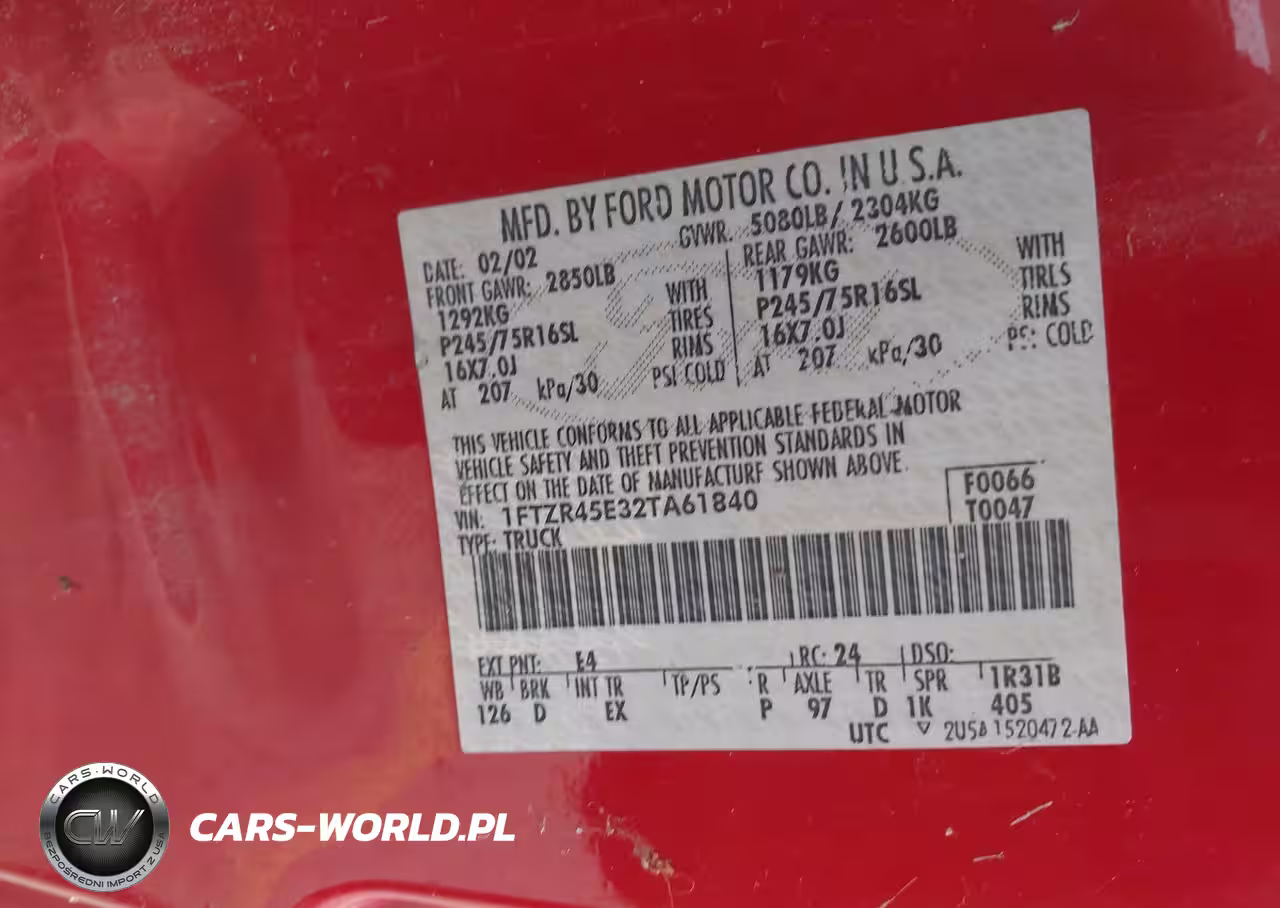 MFD. BY FORD MOTOR CO. IN U.S.A.
DATE: 02/02 GVWR: 5080LB/ 2304KG
FRONT GAWR: 2850LB REAR GAWR: 2600LB
1292KG WITH 1179KG WITH
P245/75R16SL TIRES P245/75R16SL TIRES
16X7.0J RIMS 16X7.0J RIMS
AT 207 kPa/30 PSI COLD AT 207 kPa/30 PSI COLD
THIS VEHICLE CONFORMS TO ALL APPLICABLE FEDERAL MOTOR
VEHICLE SAFETY AND THEFT PREVENTION STANDARDS IN
EFFECT ON THE DATE OF MANUFACTURE SHOWN ABOVE.
VIN: 1FTZR45E32TA61840 F0066
TYPE: TRUCK T0047
EXT PNT: E4 RC: 24 DSO:
WB BRK INT TR TP/PS R AXLE TR SPR 1R31B
126 D EX P 97 D 1K 405
UTC ▽
CARS-WORLD
CW
BEZPOŚREDNI IMPORT Z USA
CARS-WORLD.PL